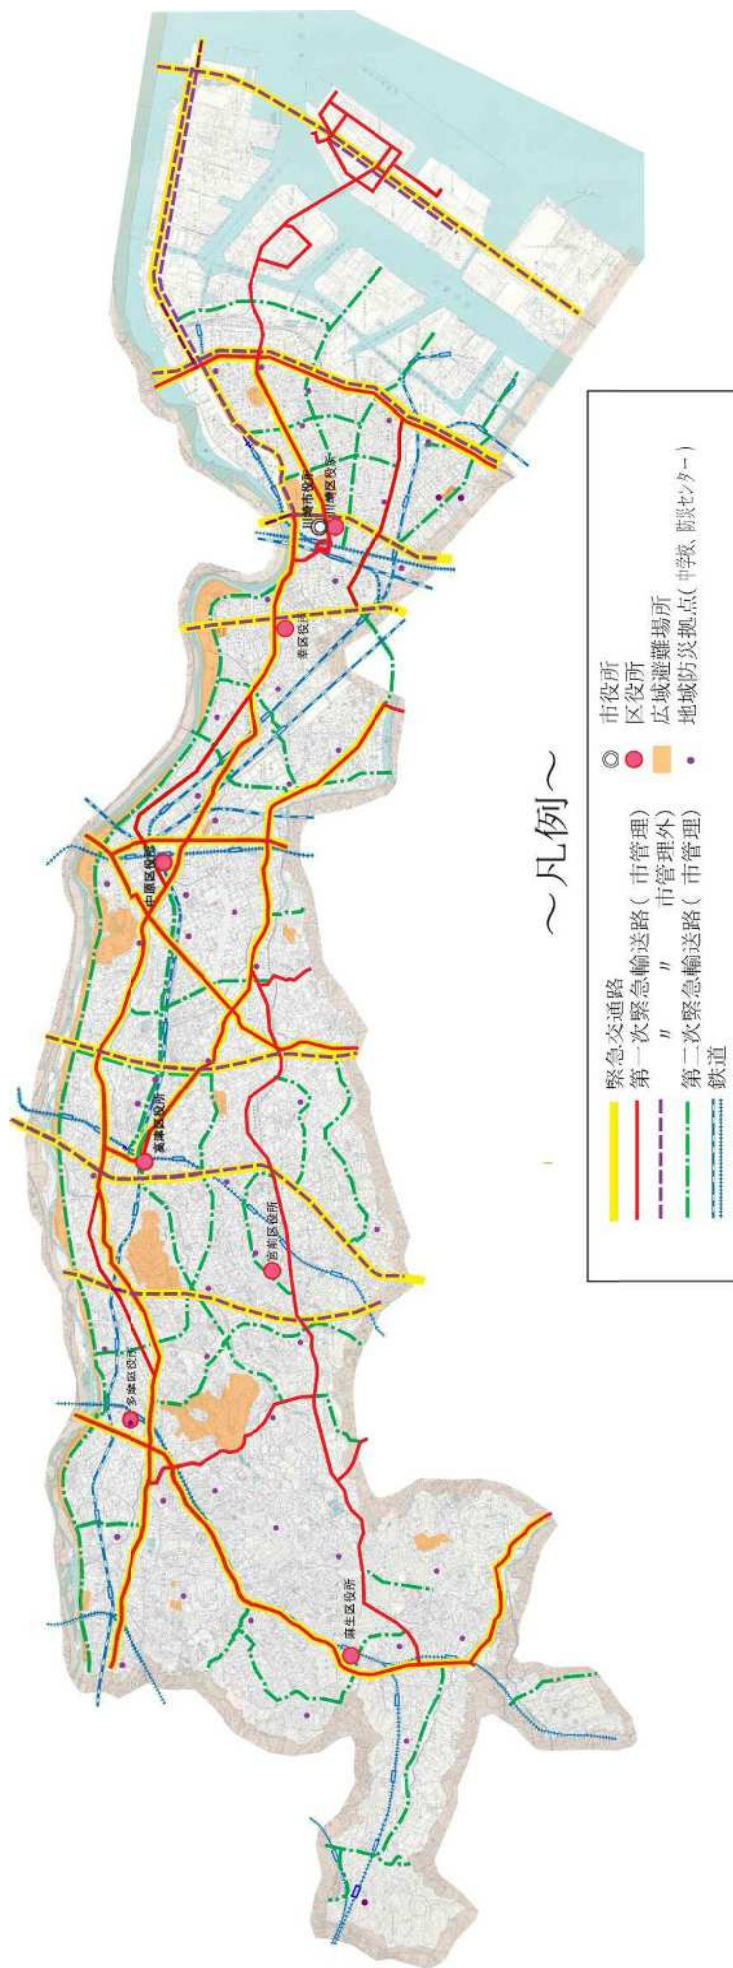 川崎市役所
川崎区役所
幸区役所
中原区役所
高津区役所
宮前区役所
多摩区役所
麻生区役所
～凡例～
緊急交通路
第一次緊急輸送路(市管理)
〃 〃 市管理外)
第二次緊急輸送路(市管理)
鉄道
市役所
区役所
広域避難場所
地域防災拠点(中学校、防災センター)